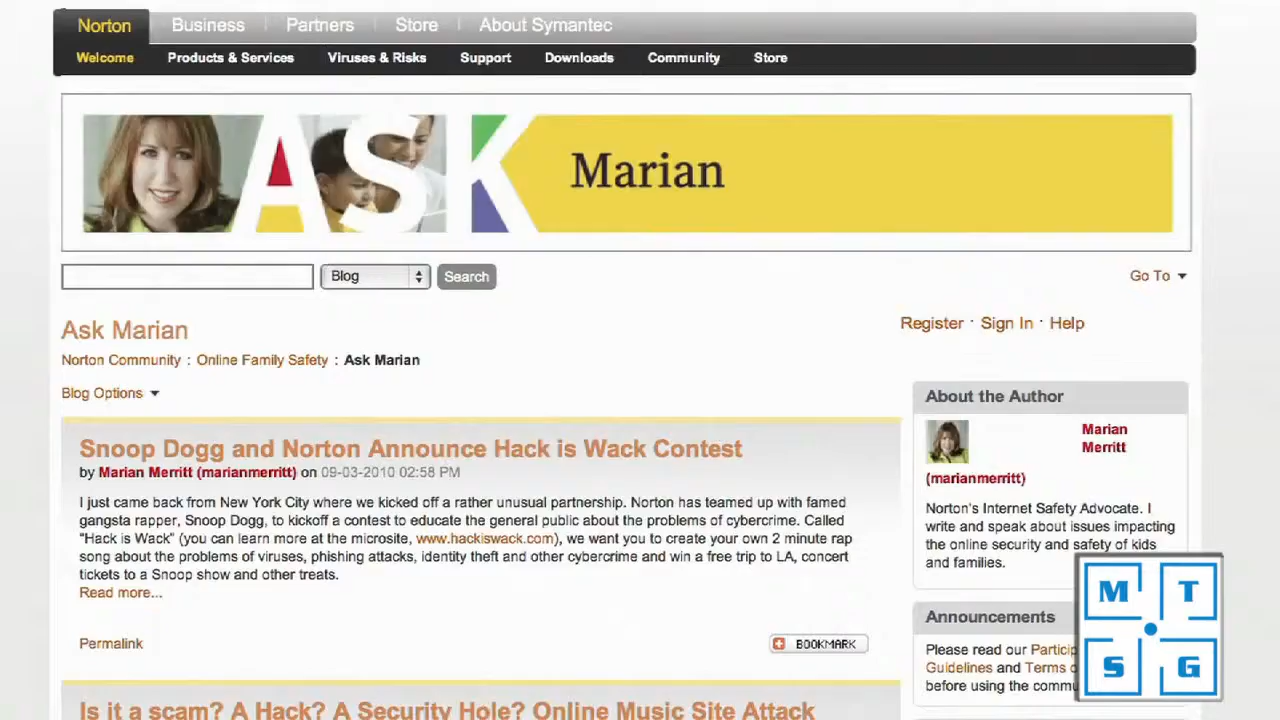 Norton Business Partners Store About Symantec
Welcome Products & Services Viruses & Risks Support Downloads Community Store
ASK Marian
Blog Search Go To
Ask Marian
Register · Sign In · Help
Norton Community : Online Family Safety : Ask Marian
Blog Options
Snoop Dogg and Norton Announce Hack is Wack Contest
by Marian Merritt (marianmerritt) on 09-03-2010 02:58 PM
I just came back from New York City where we kicked off a rather unusual partnership. Norton has teamed up with famed
gangsta rapper, Snoop Dogg, to kickoff a contest to educate the general public about the problems of cybercrime. Called
"Hack is Wack" (you can learn more at the microsite, www.hackiswack.com), we want you to create your own 2 minute rap
song about the problems of viruses, phishing attacks, identity theft and other cybercrime and win a free trip to LA, concert
tickets to a Snoop show and other treats.
Read more...
Permalink
BOOKMARK
Is it a scam? A Hack? A Security Hole? Online Music Site Attack
About the Author
Marian
Merritt
(marianmerritt)
Norton's Internet Safety Advocate. I
write and speak about issues impacting
the online security and safety of kids
and families.
Announcements
Please read our Particip
Guidelines and Terms o
before using the commu
M T
S G